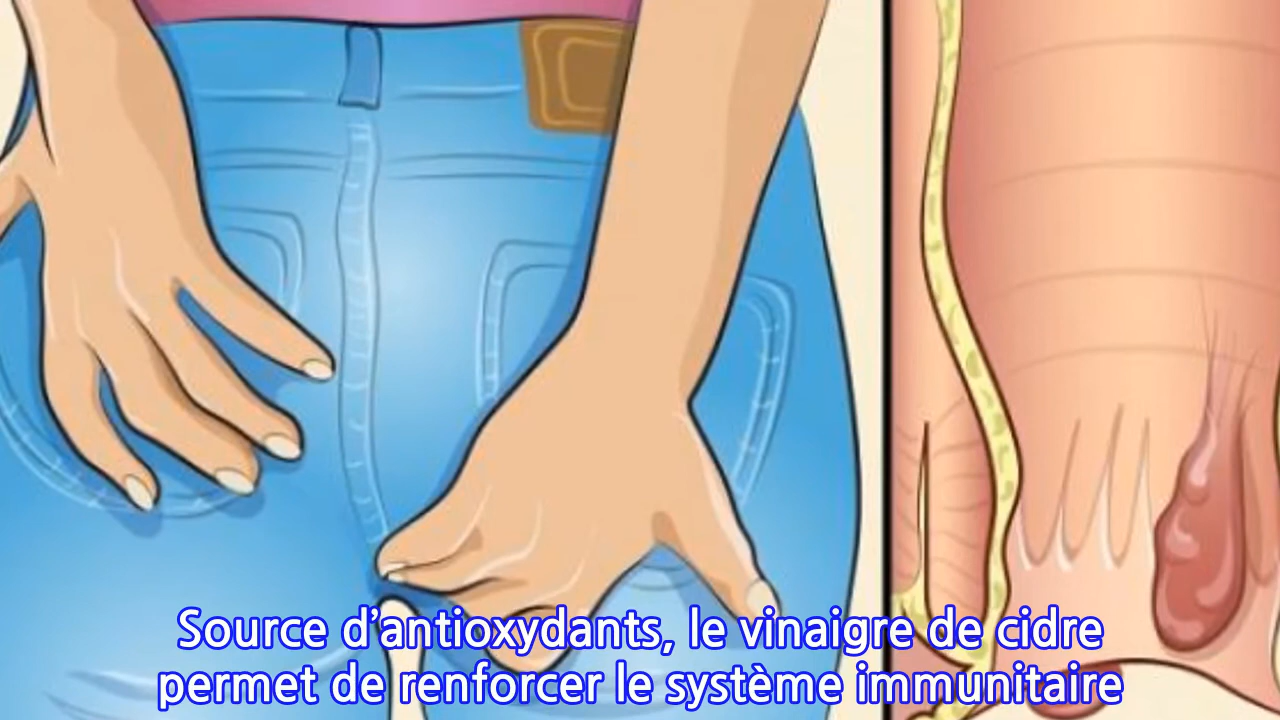 Source d’antioxydants, le vinaigre de cidre
permet de renforcer le système immunitaire